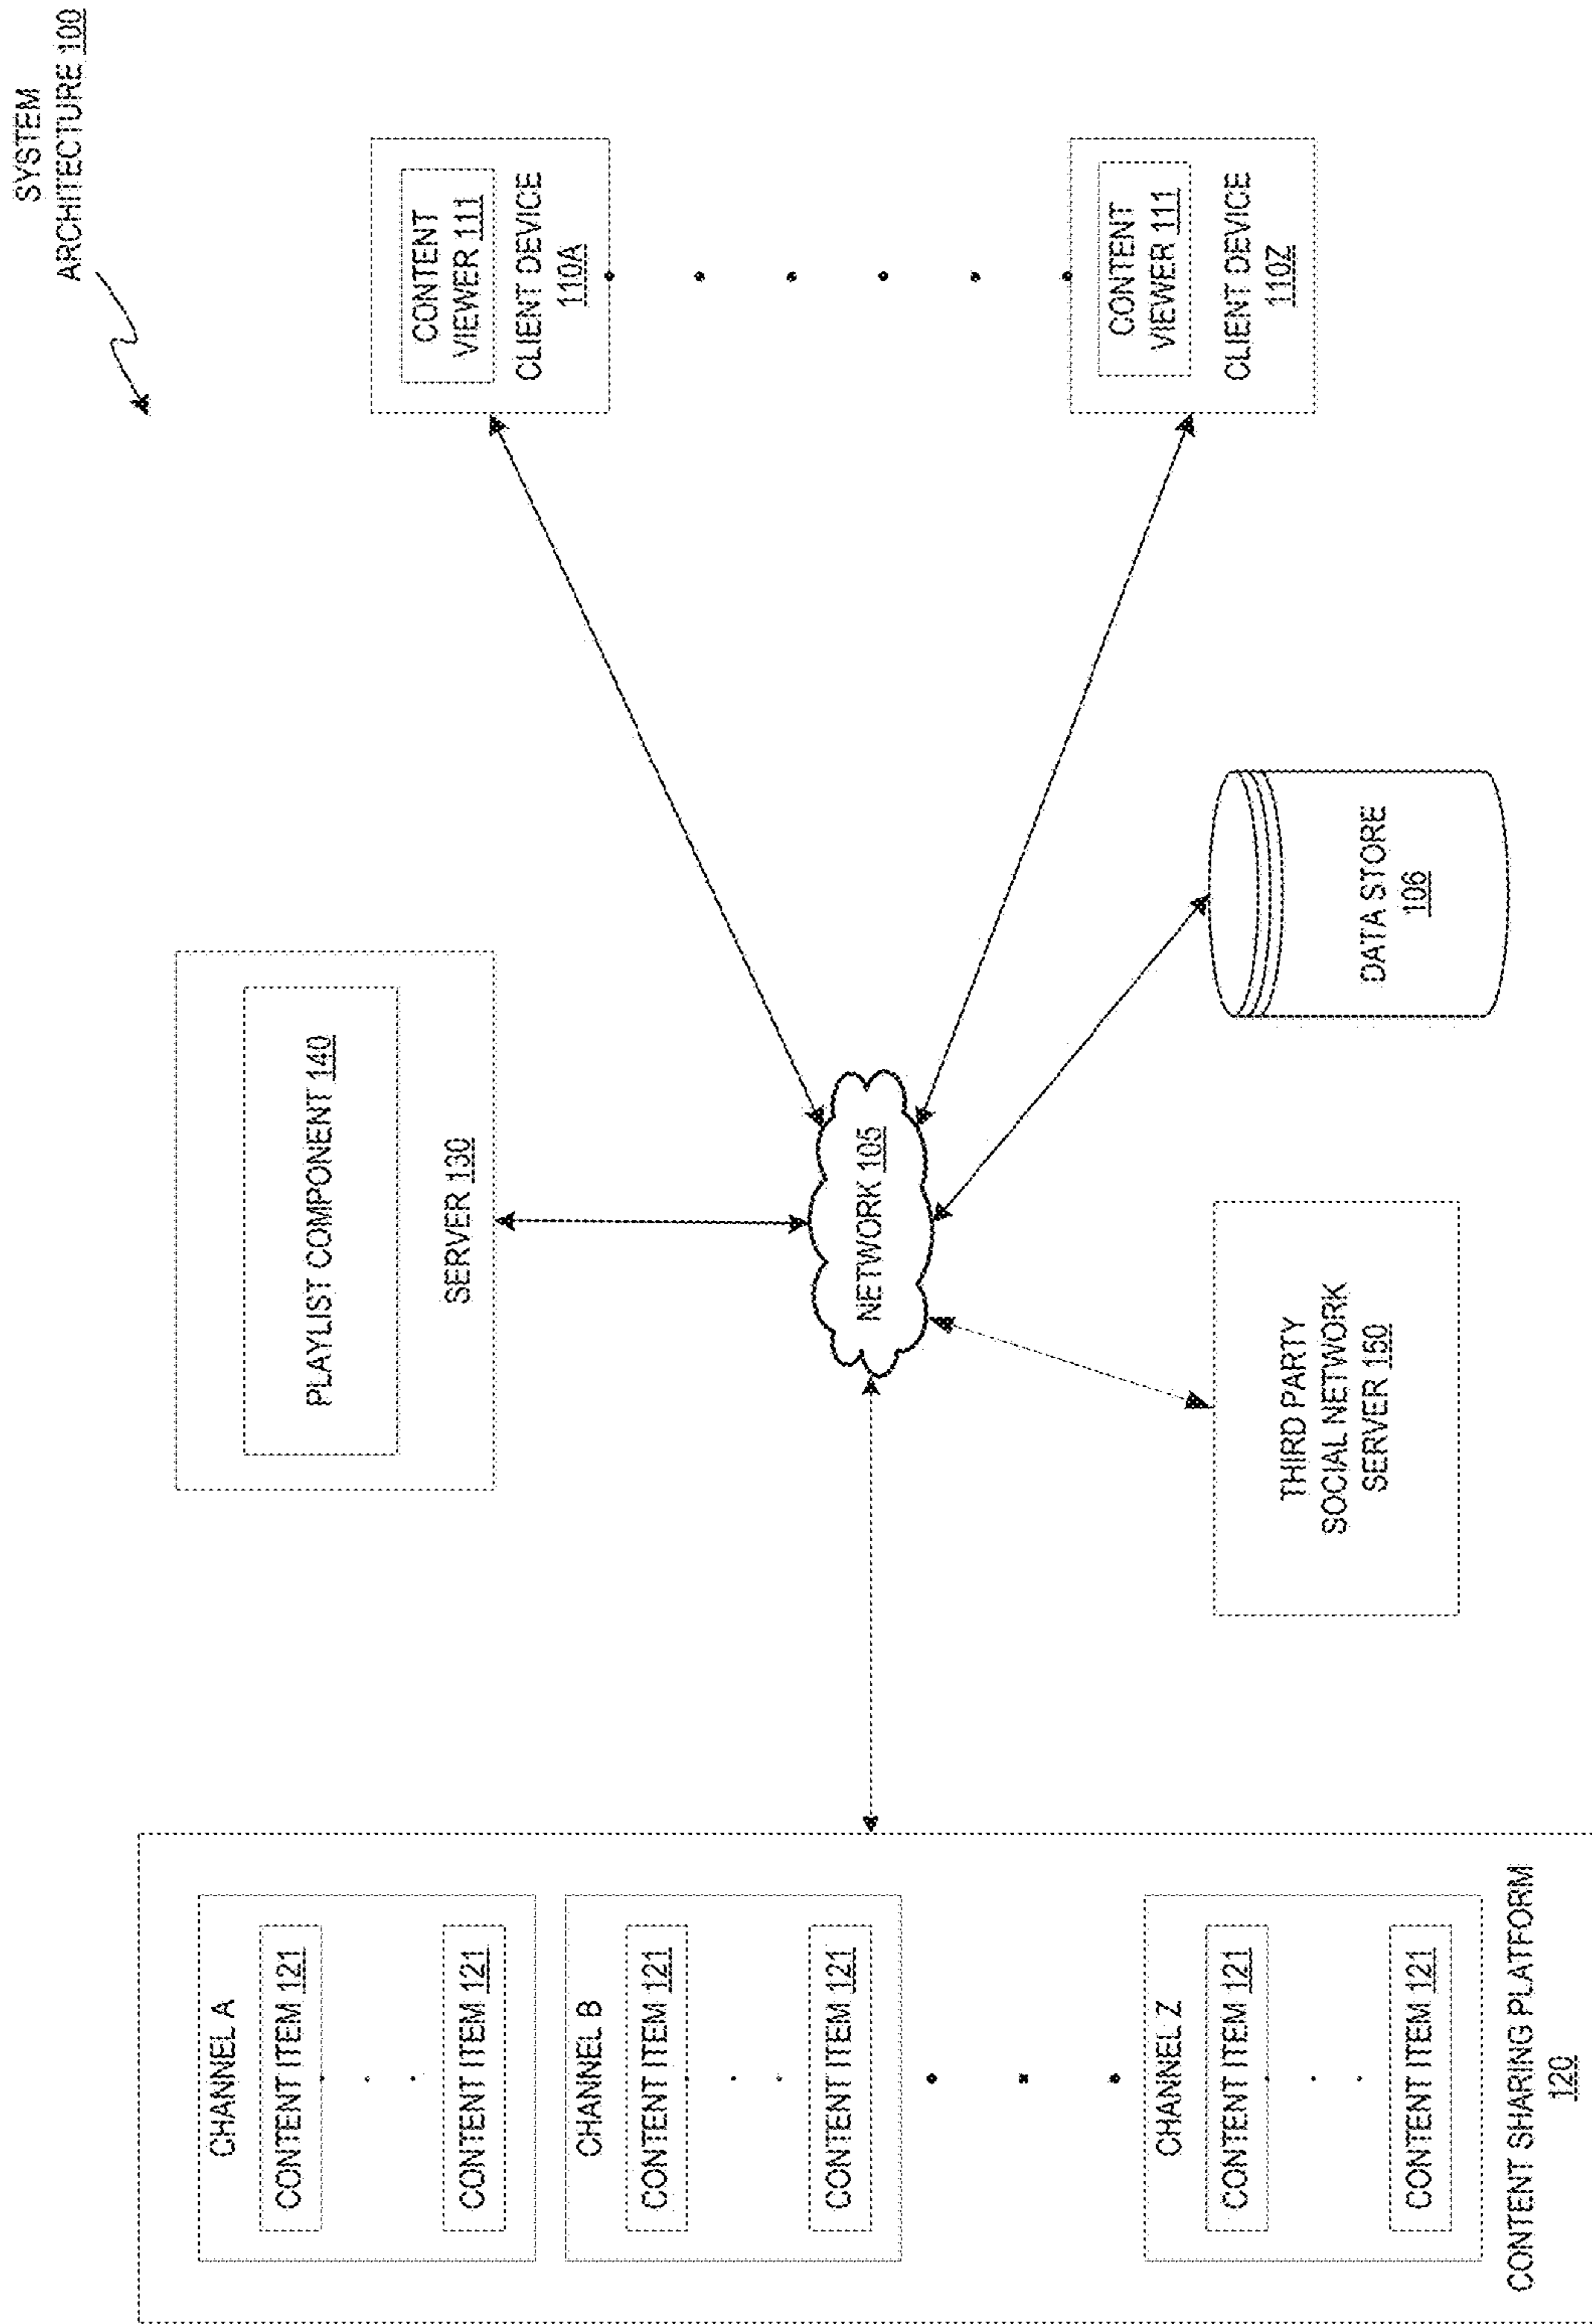 SYSTEM
ARCHITECTURE 100
CHANNEL A
CONTENT ITEM 121
CONTENT ITEM 121
CHANNEL B
CONTENT ITEM 121
CONTENT ITEM 121
CHANNEL Z
CONTENT ITEM 121
CONTENT ITEM 121
CONTENT SHARING PLATFORM
120
PLAYLIST COMPONENT 140
SERVER 130
NETWORK 105
THIRD PARTY
SOCIAL NETWORK
SERVER 150
DATA STORE
106
CONTENT
VIEWER 111
CLIENT DEVICE
110A
CONTENT
VIEWER 111
CLIENT DEVICE
110Z